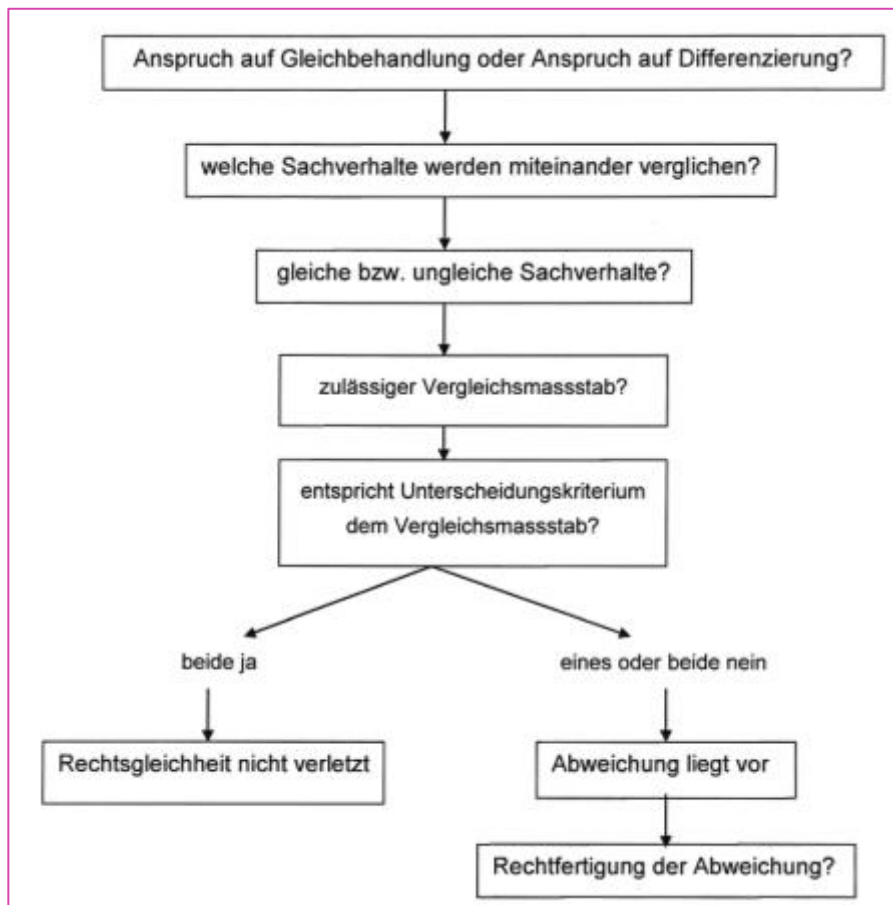 Anspruch auf Gleichbehandlung oder Anspruch auf Differenzierung?
welche Sachverhalte werden miteinander verglichen?
gleiche bzw. ungleiche Sachverhalte?
zulässiger Vergleichsmassstab?
entspricht Unterscheidungskriterium
dem Vergleichsmassstab?
beide ja
eines oder beide nein
Rechtsgleichheit nicht verletzt
Abweichung liegt vor
Rechtfertigung der Abweichung?